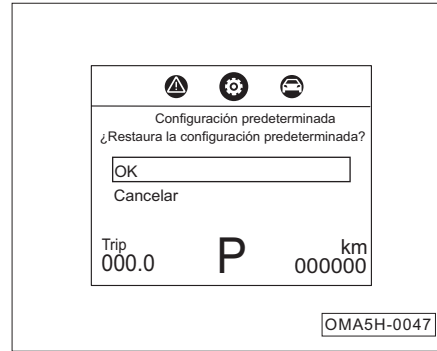 Configuración predeterminada
¿Restaura la configuración predeterminada?
OK
Cancelar
Trip
000.0
P
km
000000
OMA5H-0047